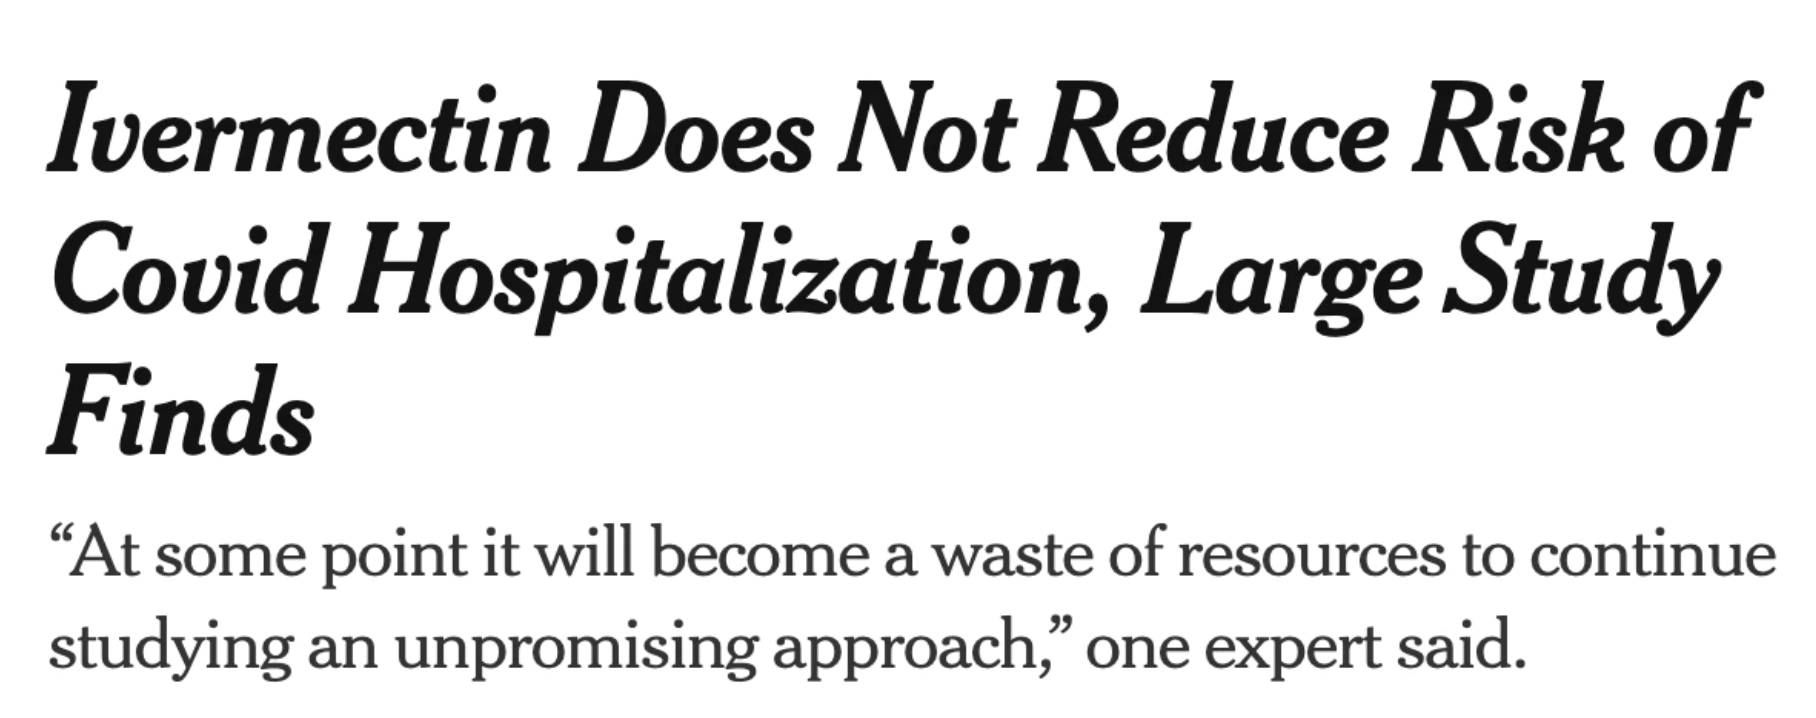 Ivermectin Does Not Reduce Risk of
Covid Hospitalization, Large Study
Finds
“At some point it will become a waste of resources to continue
studying an unpromising approach,” one expert said.